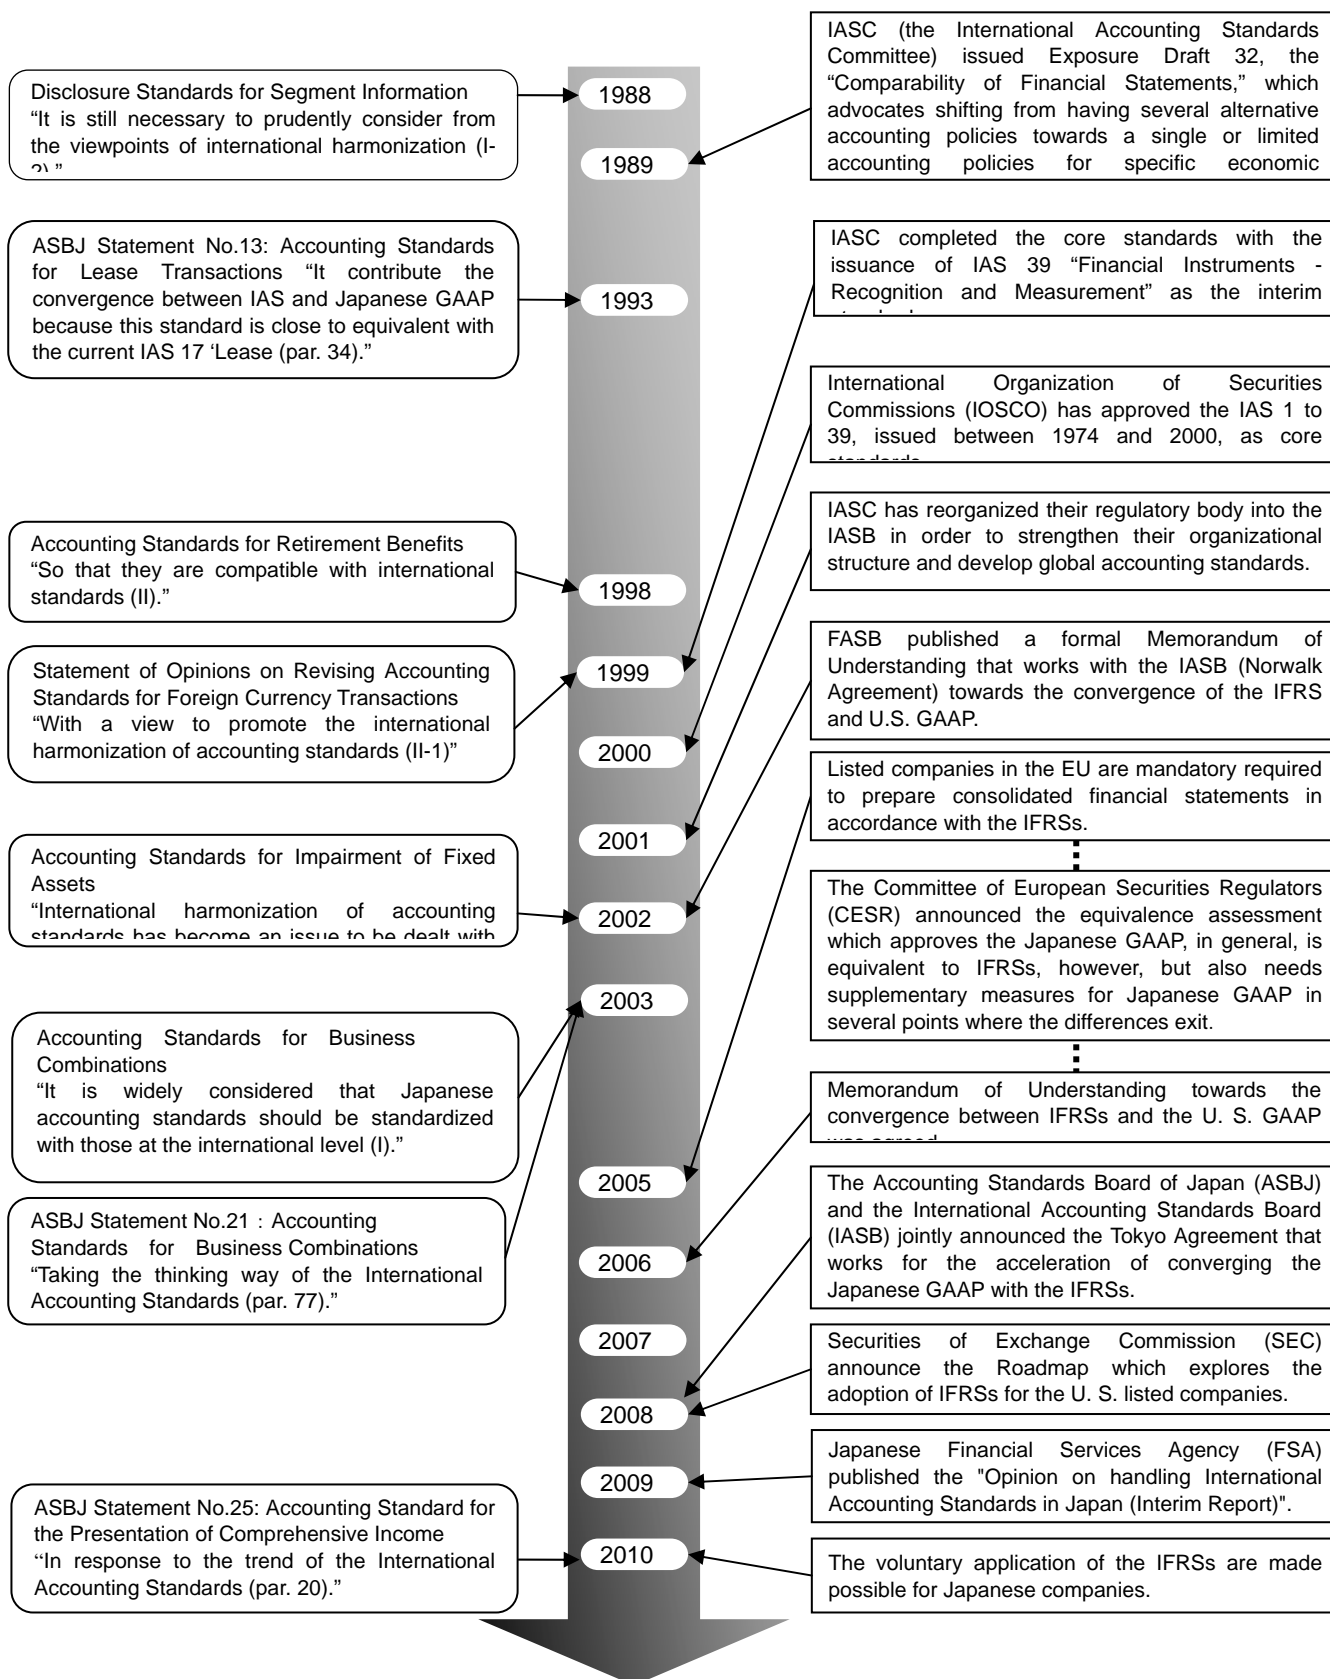 IASC (the International Accounting Standards
Committee) issued Exposure Draft 32, the
“Comparability of Financial Statements,” which
advocates shifting from having several alternative
accounting policies towards a single or limited
accounting policies for specific economic
Disclosure Standards for Segment Information
“It is still necessary to prudently consider from
the viewpoints of international harmonization (I-
2).”
1988
1989
ASBJ Statement No.13: Accounting Standards
for Lease Transactions “It contribute the
convergence between IAS and Japanese GAAP
because this standard is close to equivalent with
the current IAS 17 ‘Lease (par. 34).”
1993
IASC completed the core standards with the
issuance of IAS 39 “Financial Instruments -
Recognition and Measurement” as the interim
International Organization of Securities
Commissions (IOSCO) has approved the IAS 1 to
39, issued between 1974 and 2000, as core
standards
IASC has reorganized their regulatory body into the
IASB in order to strengthen their organizational
structure and develop global accounting standards.
Accounting Standards for Retirement Benefits
“So that they are compatible with international
standards (II).”
1998
Statement of Opinions on Revising Accounting
Standards for Foreign Currency Transactions
“With a view to promote the international
harmonization of accounting standards (II-1)”
1999
2000
FASB published a formal Memorandum of
Understanding that works with the IASB (Norwalk
Agreement) towards the convergence of the IFRS
and U.S. GAAP.
Listed companies in the EU are mandatory required
to prepare consolidated financial statements in
accordance with the IFRSs.
2001
Accounting Standards for Impairment of Fixed
Assets
“International harmonization of accounting
standards has become an issue to be dealt with
2002
The Committee of European Securities Regulators
(CESR) announced the equivalence assessment
which approves the Japanese GAAP, in general, is
equivalent to IFRSs, however, but also needs
supplementary measures for Japanese GAAP in
several points where the differences exit.
2003
Accounting Standards for Business
Combinations
“It is widely considered that Japanese
accounting standards should be standardized
with those at the international level (I).”
Memorandum of Understanding towards the
convergence between IFRSs and the U. S. GAAP
was agreed
2005
ASBJ Statement No.21 : Accounting
Standards for Business Combinations
“Taking the thinking way of the International
Accounting Standards (par. 77).”
The Accounting Standards Board of Japan (ASBJ)
and the International Accounting Standards Board
(IASB) jointly announced the Tokyo Agreement that
works for the acceleration of converging the
Japanese GAAP with the IFRSs.
2006
2007
Securities of Exchange Commission (SEC)
announce the Roadmap which explores the
adoption of IFRSs for the U. S. listed companies.
2008
Japanese Financial Services Agency (FSA)
published the "Opinion on handling International
Accounting Standards in Japan (Interim Report)".
2009
ASBJ Statement No.25: Accounting Standard for
the Presentation of Comprehensive Income
“In response to the trend of the International
Accounting Standards (par. 20).”
2010
The voluntary application of the IFRSs are made
possible for Japanese companies.